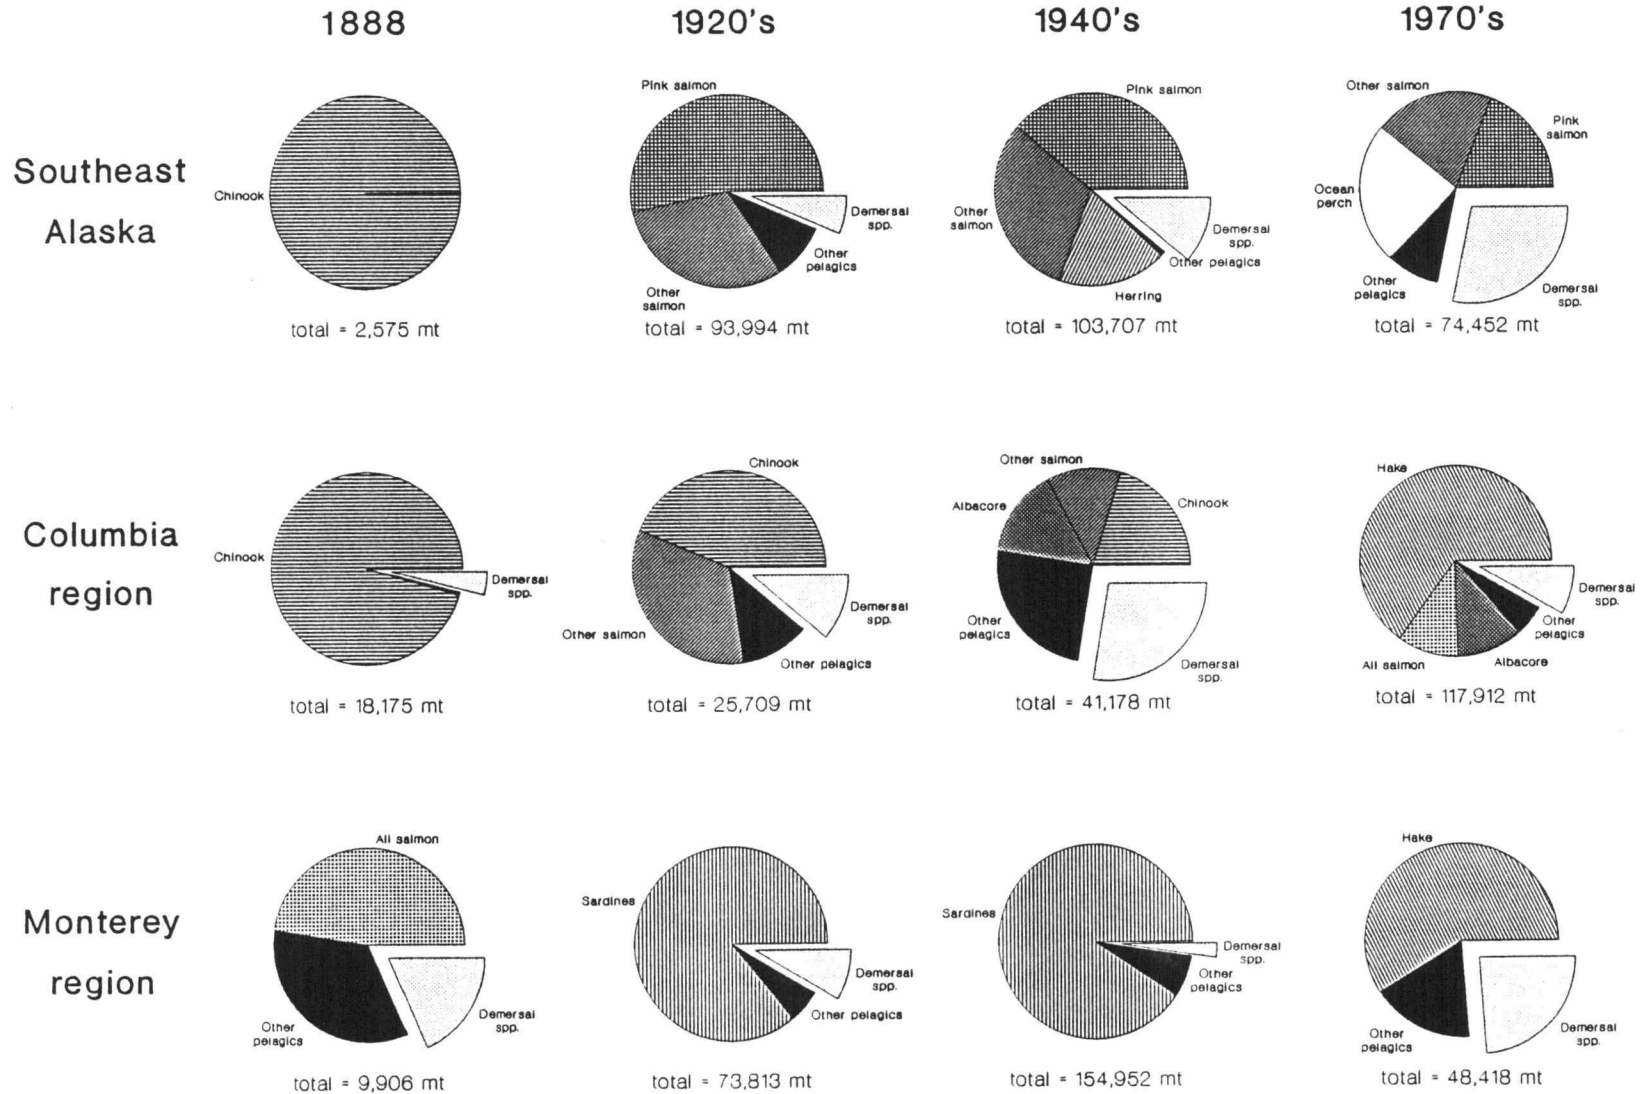 1888 1920's 1940's 1970's
Southeast
Alaska
Chinook
total = 2,575 mt
Pink salmon
Demersal
spp.
Other
pelagics
Other
salmon
total = 93,994 mt
Pink salmon
Other
salmon
Demersal
spp.
Other pelagics
Herring
total = 103,707 mt
Other salmon
Pink
salmon
Ocean
perch
Other
pelagics
Demersal
spp.
total = 74,452 mt
Columbia
region
Chinook
Demersal
spp.
total = 18,175 mt
Chinook
Demersal
spp.
Other salmon
Other pelagics
total = 25,709 mt
Other salmon
Chinook
Albacore
Other
pelagics
Demersal
spp.
total = 41,178 mt
Hake
Demersal
spp.
Other
pelagics
All salmon
Albacore
total = 117,912 mt
Monterey
region
All salmon
Other
pelagics
Demersal
spp.
total = 9,906 mt
Sardines
Demersal
spp.
Other pelagics
total = 73,813 mt
Sardines
Demersal
spp.
Other
pelagics
total = 154,952 mt
Hake
Other
pelagics
Demersal
spp.
total = 48,418 mt